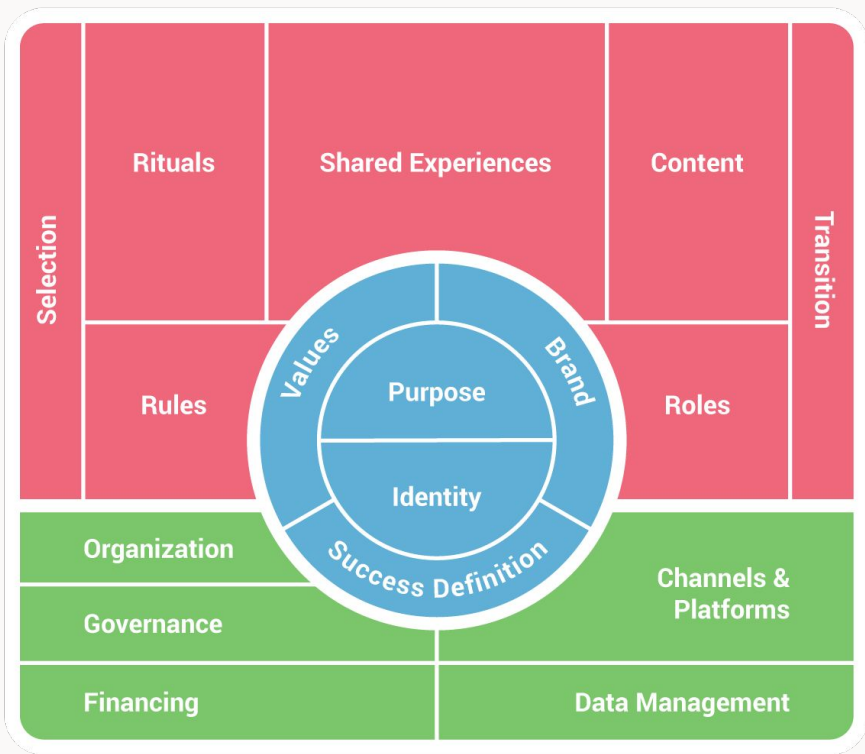 Selection
Rituals
Shared Experiences
Content
Transition
Rules
Values
Brand
Purpose
Roles
Identity
Success Definition
Organization
Governance
Financing
Channels &
Platforms
Data Management